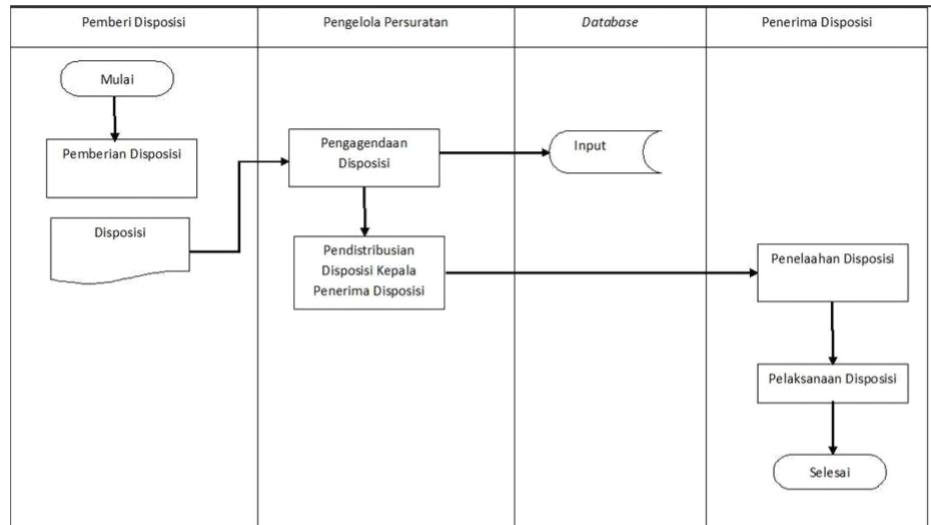 Pemberi Disposisi
Pengelola Persuratan
Database
Penerima Disposisi
Mulai
Pemberian Disposisi
Disposisi
Pengagendaan
Disposisi
Pendistribusian
Disposisi Kepala
Penerima Disposisi
Input
Penelaahan Disposisi
Pelaksanaan Disposisi
Selesai